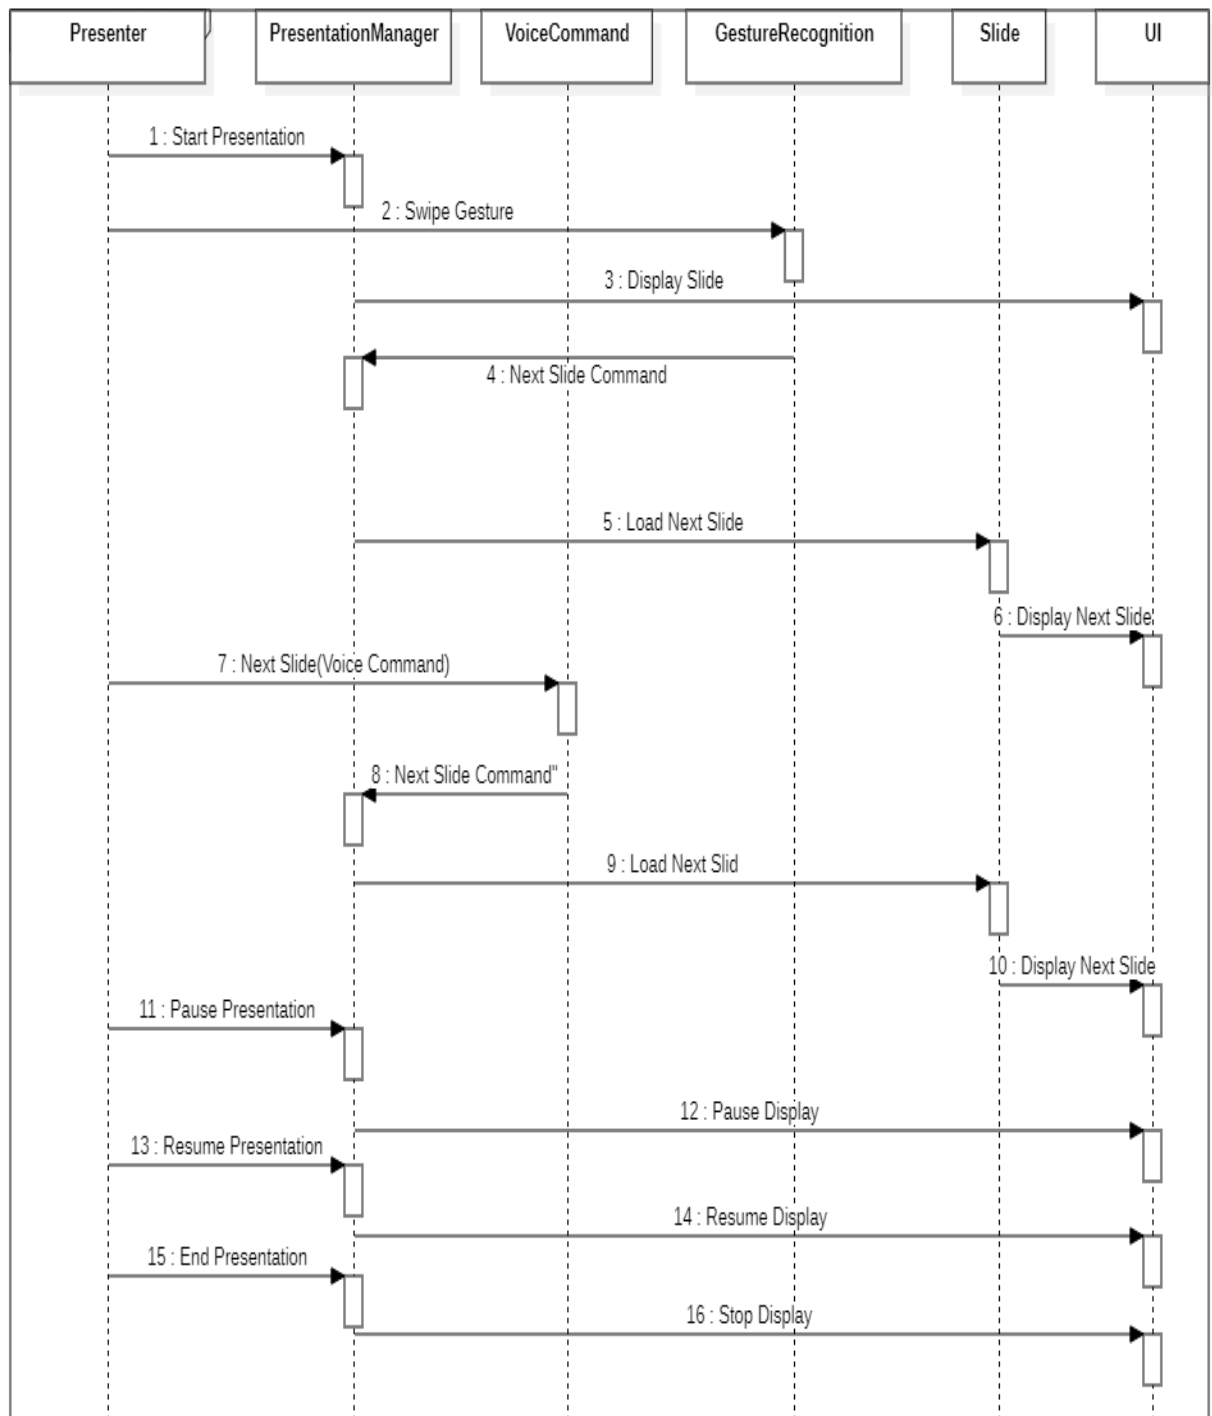 Presenter
PresentationManager
VoiceCommand
GestureRecognition
Slide
UI
1 : Start Presentation
2 : Swipe Gesture
3 : Display Slide
4 : Next Slide Command
5 : Load Next Slide
6 : Display Next Slide
7 : Next Slide(Voice Command)
8 : Next Slide Command"
9 : Load Next Slid
10 : Display Next Slide
11 : Pause Presentation
12 : Pause Display
13 : Resume Presentation
14 : Resume Display
15 : End Presentation
16 : Stop Display